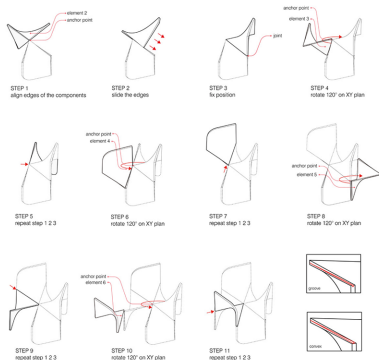 element 2
anchor point
STEP 1
align edges of the components
STEP 2
slide the edges
joint
STEP 3
fix position
anchor point
element 3
STEP 4
rotate 120° on XY plan
STEP 5
repeat step 1 2 3
anchor point
element 4
STEP 6
rotate 120° on XY plan
STEP 7
repeat step 1 2 3
anchor point
element 5
STEP 8
rotate 120° on XY plan
STEP 9
repeat step 1 2 3
anchor point
element 6
STEP 10
rotate 120° on XY plan
STEP 11
repeat step 1 2 3
groove